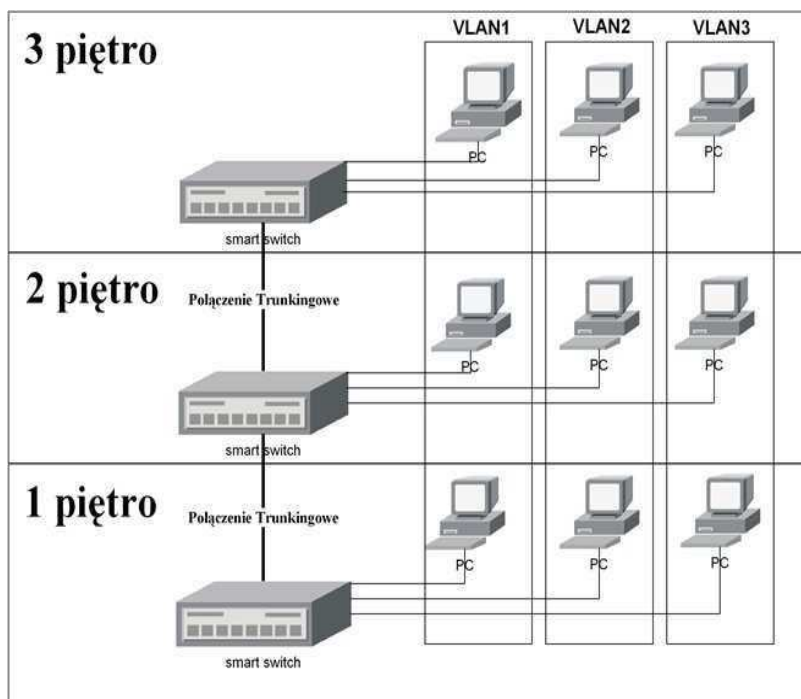 VLAN1 VLAN2 VLAN3
3 piętro
PC PC PC
smart switch
2 piętro
Połączenie Trunkingowe
PC PC PC
smart switch
1 piętro
Połączenie Trunkingowe
PC PC PC
smart switch